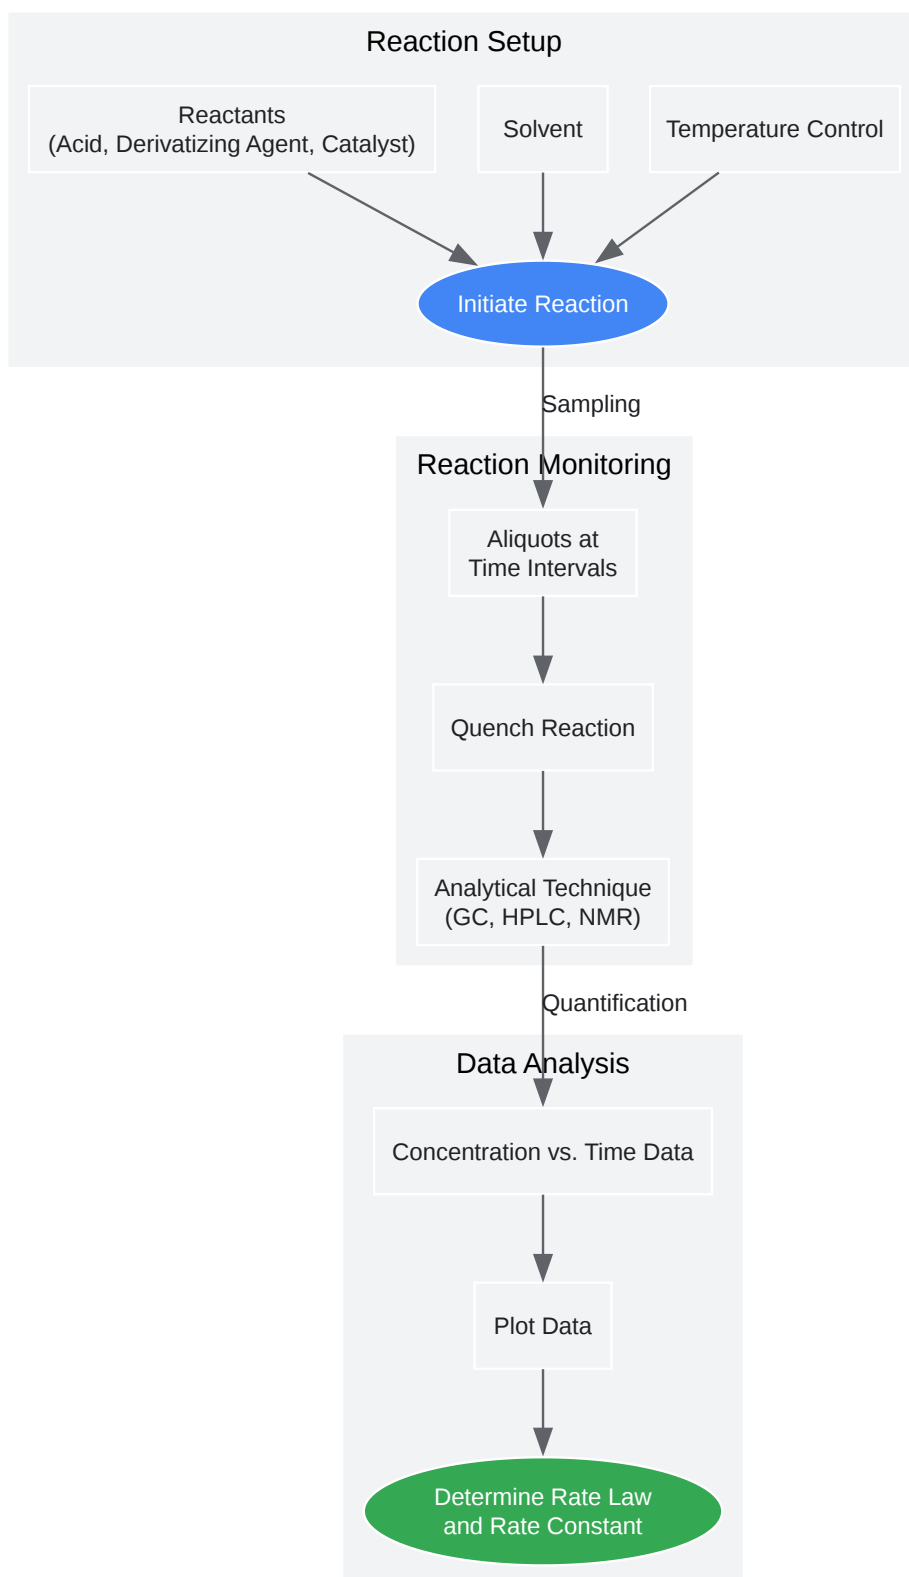 Reaction Setup
Reactants
(Acid, Derivatizing Agent, Catalyst)
Solvent
Temperature Control
Initiate Reaction
Sampling
Reaction Monitoring
Aliquots at
Time Intervals
Quench Reaction
Analytical Technique
(GC, HPLC, NMR)
Quantification
Data Analysis
Concentration vs. Time Data
Plot Data
Determine Rate Law
and Rate Constant